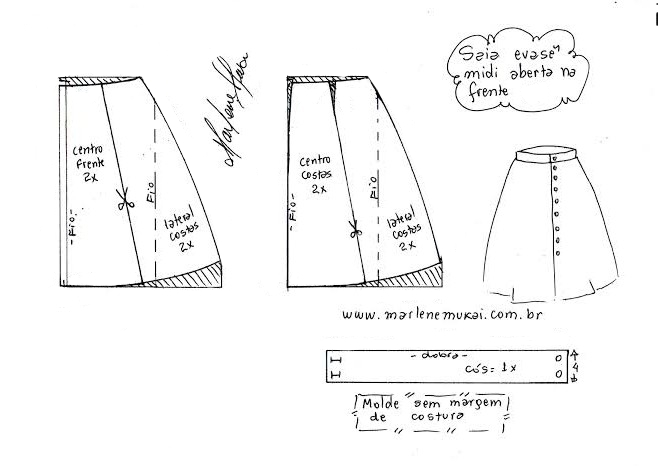 Saia evasê
midi aberta na
frente
Marlene Mukai
centro
frente
2x
-Fio-
Fio
lateral
costas
2x
centro
costas
2x
-Fio-
Fio
lateral
costas
2x
www.marlenemukai.com.br
-dobra-
cós=1x
4
Molde sem margem
de costura